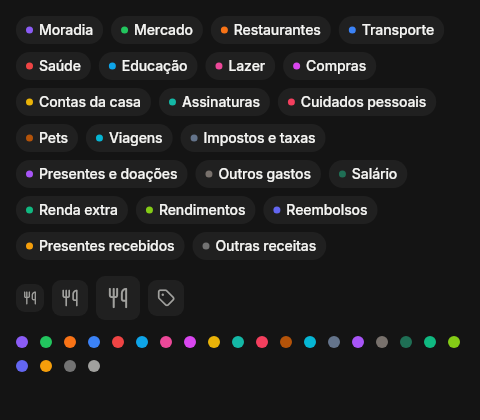 Moradia Mercado Restaurantes Transporte
Saúde Educação Lazer Compras
Contas da casa Assinaturas Cuidados pessoais
Pets Viagens Impostos e taxas
Presentes e doações Outros gastos Salário
Renda extra Rendimentos Reembolsos
Presentes recebidos Outras receitas